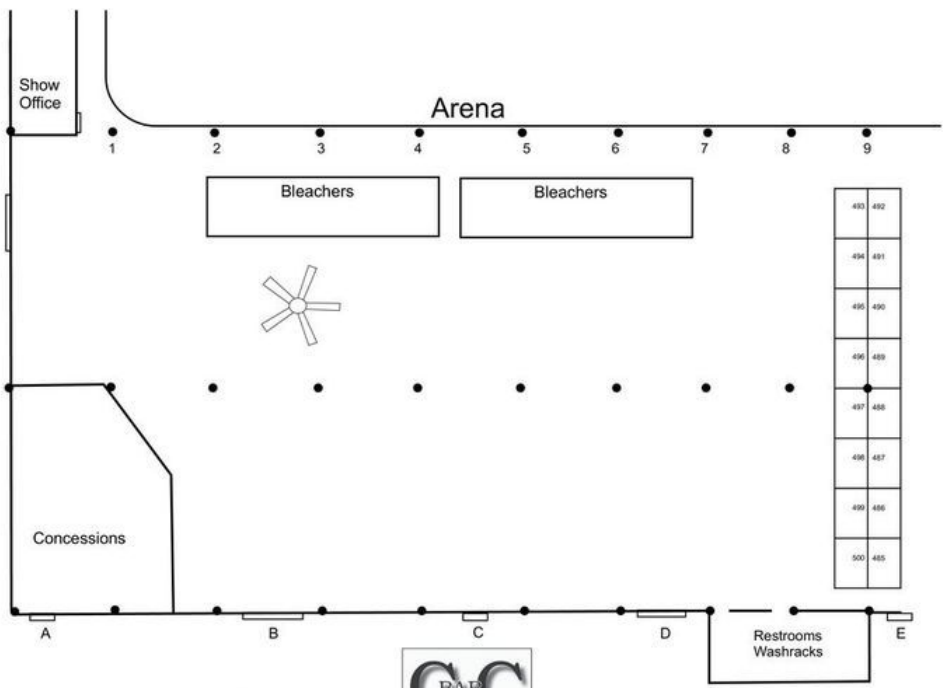 Show
Office
Arena
1 2 3 4 5 6 7 8 9
Bleachers Bleachers
493 492
494 491
495 490
496 489
497 488
498 487
499 486
500 485
Concessions
A B C D E
Restrooms
Washracks
C BAR C